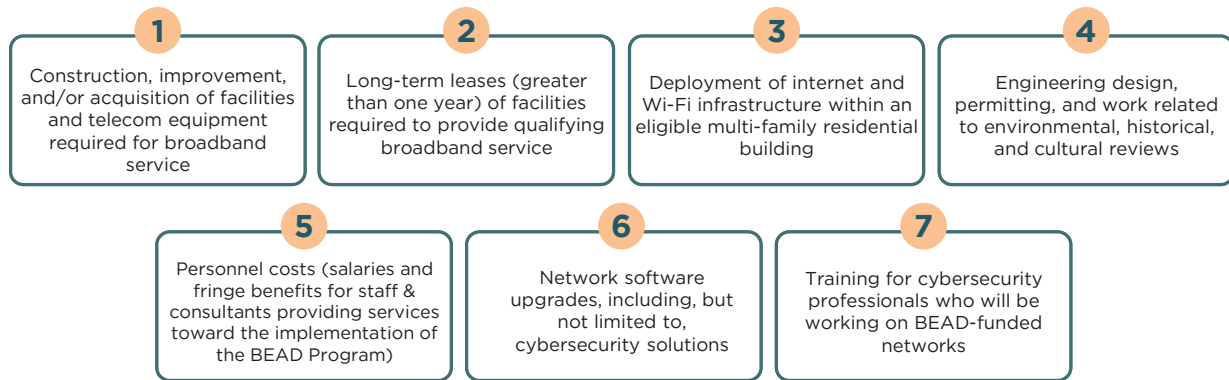 1
Construction, improvement,
and/or acquisition of facilities
and telecom equipment
required for broadband
service
2
Long-term leases (greater
than one year) of facilities
required to provide qualifying
broadband service
3
Deployment of internet and
Wi-Fi infrastructure within an
eligible multi-family residential
building
4
Engineering design,
permitting, and work related
to environmental, historical,
and cultural reviews
5
Personnel costs (salaries and
fringe benefits for staff &
consultants providing services
toward the implementation of
the BEAD Program)
6
Network software
upgrades, including, but
not limited to,
cybersecurity solutions
7
Training for cybersecurity
professionals who will be
working on BEAD-funded
networks